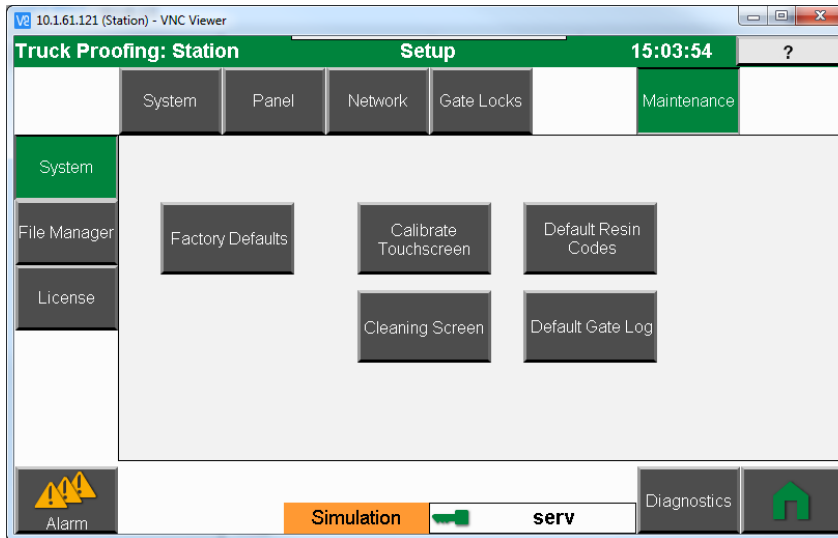 10.1.61.121 (Station) - VNC Viewer
Truck Proofing: Station Setup 15:03:54 ?
System Panel Network Gate Locks Maintenance
System
File Manager
License
Factory Defaults
Calibrate
Touchscreen
Default Resin
Codes
Cleaning Screen
Default Gate Log
Alarm
Simulation
serv
Diagnostics